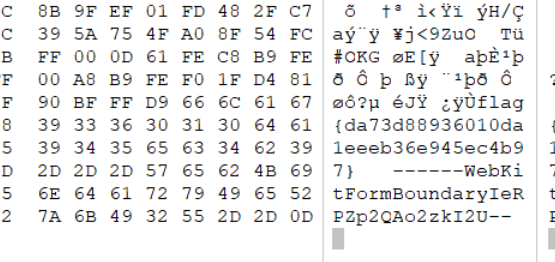 C 8B 9F EF 01 FD 48 2F C7 õ †ª ì<Ÿï ýH/Ç
C 39 5A 75 4F A0 8F 54 FC aý¨ÿ ¥j<9ZuO Tü
B FF 00 0D 61 FE C8 B9 FE #OKG øE[ÿ aþÈ¹þ
F 00 A8 B9 FE F0 1F D4 81 ð Ô þ ßÿ ¨¹þð Ô
F 90 BF FF D9 66 6C 61 67 øô?µ éJŸ ¿ÿÙflag
8 39 33 36 30 31 30 64 61 {da73d88936010da
5 39 34 35 65 63 34 62 39 1eeeb36e945ec4b9
D 2D 2D 2D 57 65 62 4B 69 7} ------WebKi
5 6E 64 61 72 79 49 65 52 tFormBoundaryIeR
2 7A 6B 49 32 55 2D 2D 0D PZp2QAo2zkI2U--